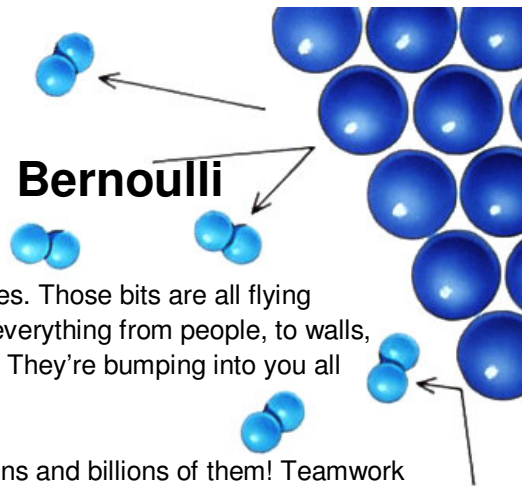 Bernoulli
es. Those bits are all flying
everything from people, to walls,
They’re bumping into you all
ns and billions of them! Teamwork